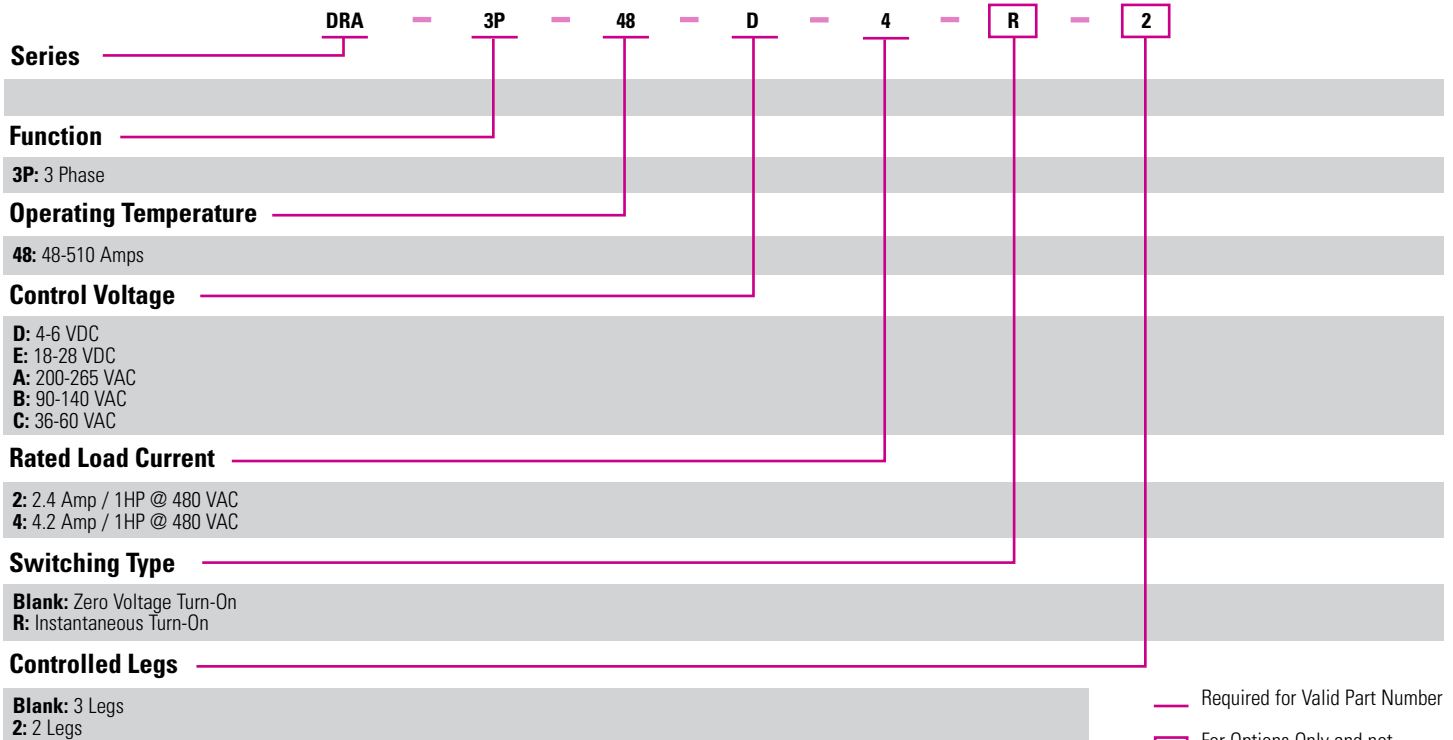 DRA – 3P – 48 – D – 4 – R – 2
Series
Function
3P: 3 Phase
Operating Temperature
48: 48-510 Amps
Control Voltage
D: 4-6 VDC
E: 18-28 VDC
A: 200-265 VAC
B: 90-140 VAC
C: 36-60 VAC
Rated Load Current
2: 2.4 Amp / 1HP @ 480 VAC
4: 4.2 Amp / 1HP @ 480 VAC
Switching Type
Blank: Zero Voltage Turn-On
R: Instantaneous Turn-On
Controlled Legs
Blank: 3 Legs
2: 2 Legs
Required for Valid Part Number
For Options Only and not